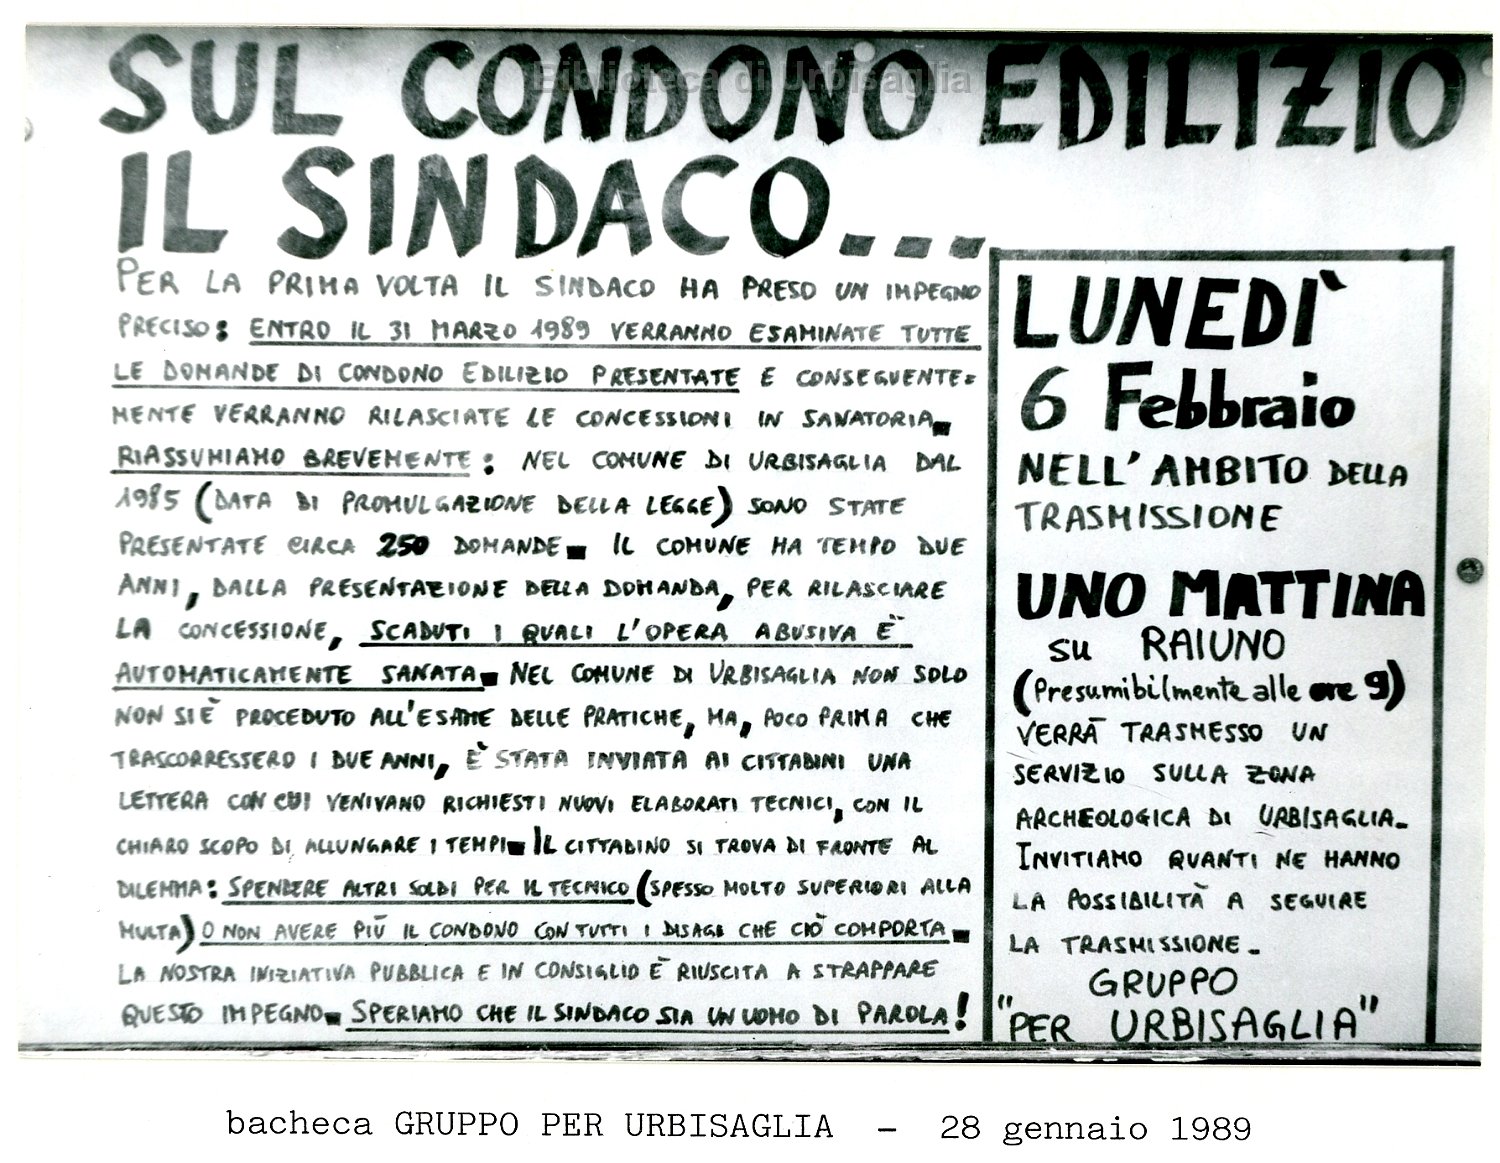 Biblioteca di Urbisaglia
SUL CONDONO EDILIZIO
IL SINDACO...
PER LA PRIMA VOLTA IL SINDACO HA PRESO UN IMPEGNO
PRECISO: ENTRO IL 31 MARZO 1989 VERRANNO ESAMINATE TUTTE
LE DOMANDE DI CONDONO EDILIZIO PRESENTATE E CONSEGUENTE=
MENTE VERRANNO RILASCIATE LE CONCESSIONI IN SANATORIA.
RIASSUMIAMO BREVEMENTE: NEL COMUNE DI URBISAGLIA DAL
1985 (DATA DI PROMULGAZIONE DELLA LEGGE) SONO STATE
PRESENTATE CIRCA 250 DOMANDE. IL COMUNE HA TEMPO DUE
ANNI, DALLA PRESENTAZIONE DELLA DOMANDA, PER RILASCIARE
LA CONCESSIONE, SCADUTI I QUALI L'OPERA ABUSIVA È
AUTOMATICAMENTE SANATA. NEL COMUNE DI URBISAGLIA NON SOLO
NON SI È PROCEDUTO ALL'ESAME DELLE PRATICHE, MA, POCO PRIMA CHE
TRASCORRESSERO I DUE ANNI, È STATA INVIATA AI CITTADINI UNA
LETTERA CON CUI VENIVANO RICHIESTI NUOVI ELABORATI TECNICI, CON IL
CHIARO SCOPO DI ALLUNGARE I TEMPI. IL CITTADINO SI TROVA DI FRONTE AL
DILEMMA: SPENDERE ALTRI SOLDI PER IL TECNICO (SPESSO MOLTO SUPERIORI ALLA
MULTA) O NON AVERE PIÙ IL CONDONO CON TUTTI I DISAGI CHE CIÒ COMPORTA.
LA NOSTRA INIZIATIVA PUBBLICA E IN CONSIGLIO È RIUSCITA A STRAPPARE
QUESTO IMPEGNO. SPERIAMO CHE IL SINDACO SIA UN UOMO DI PAROLA!
LUNEDÌ
6 Febbraio
NELL'AMBITO DELLA
TRASMISSIONE
UNO MATTINA
SU RAIUNO
(Presumibilmente alle ore 9)
VERRÀ TRASMESSO UN
SERVIZIO SULLA ZONA
ARCHEOLOGICA DI URBISAGLIA.
INVITIAMO QUANTI NE HANNO
LA POSSIBILITÀ A SEGUIRE
LA TRASMISSIONE.
GRUPPO
"PER URBISAGLIA"
bacheca GRUPPO PER URBISAGLIA - 28 gennaio 1989